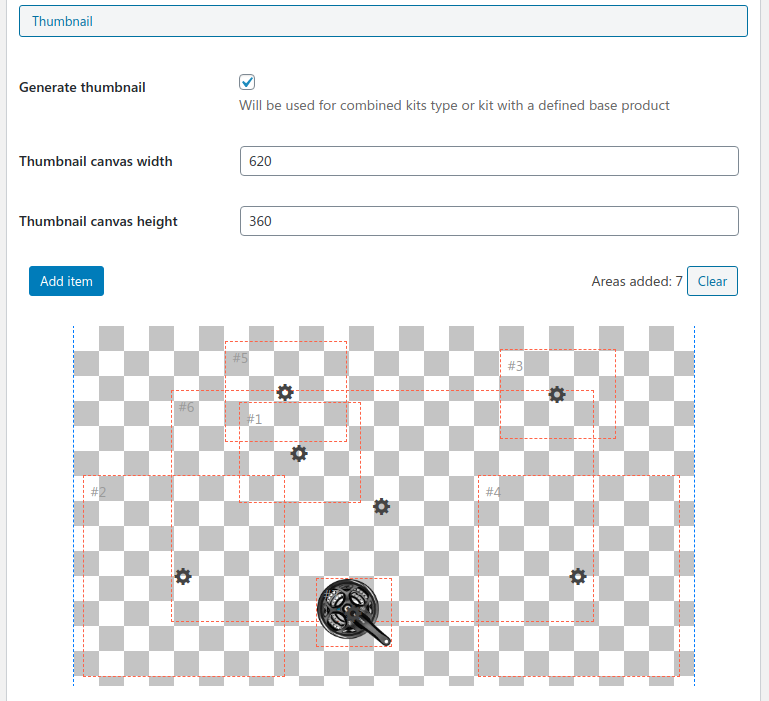 Thumbnail
Generate thumbnail
Will be used for combined kits type or kit with a defined base product
Thumbnail canvas width
620
Thumbnail canvas height
360
Add item
Areas added: 7
Clear
#5
#3
#6
#1
#2
#4